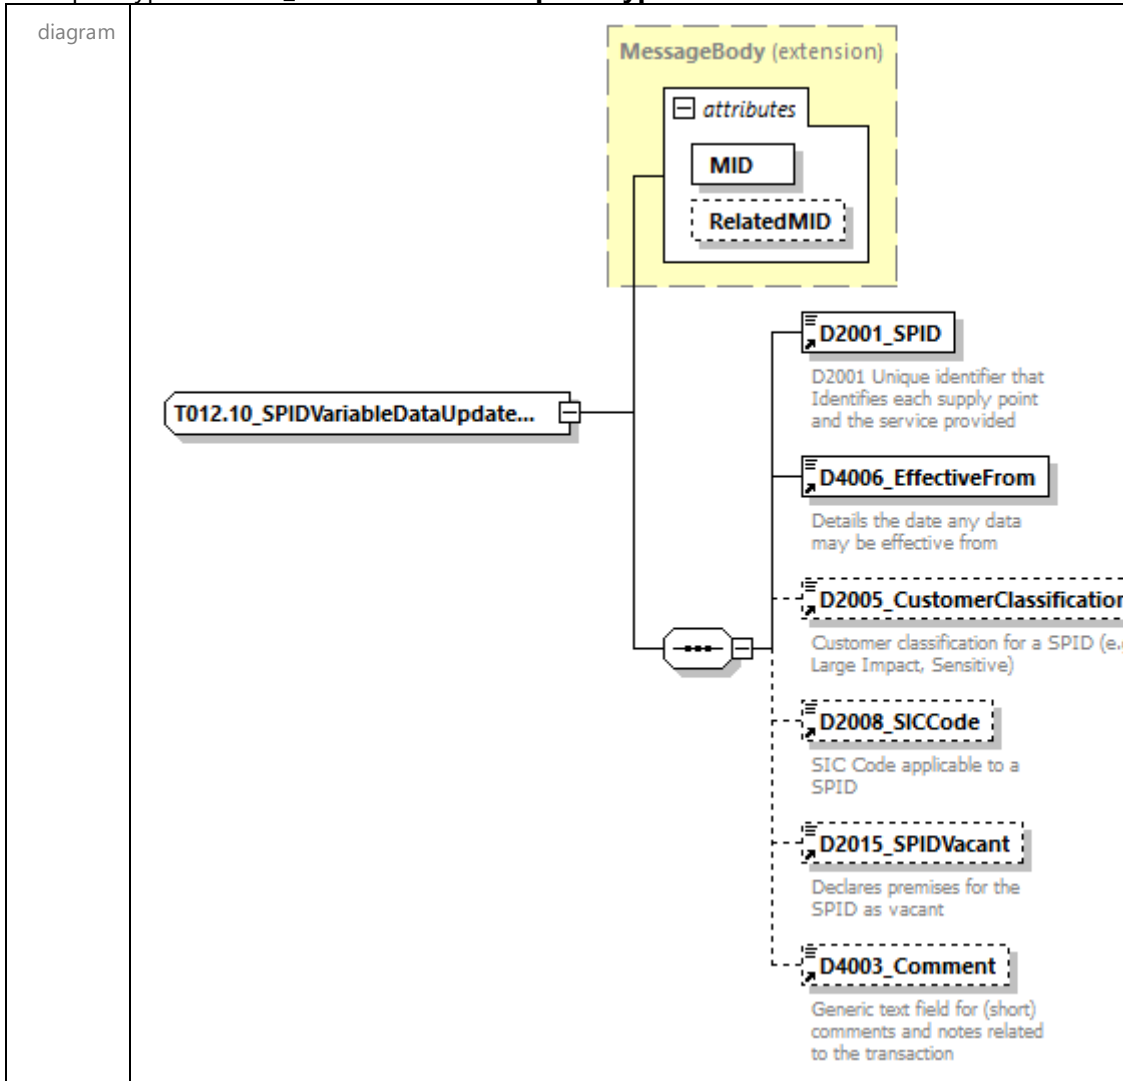 diagram
MessageBody (extension)
attributes
MID
RelatedMID
D2001_SPID
D2001 Unique identifier that
Identifies each supply point
and the service provided
T012.10_SPIDVariableDataUpdate...
D4006_EffectiveFrom
Details the date any data
may be effective from
D2005_CustomerClassification
Customer classification for a SPID (e.g
Large Impact, Sensitive)
D2008_SICCode
SIC Code applicable to a
SPID
D2015_SPIDVacant
Declares premises for the
SPID as vacant
D4003_Comment
Generic text field for (short)
comments and notes related
to the transaction